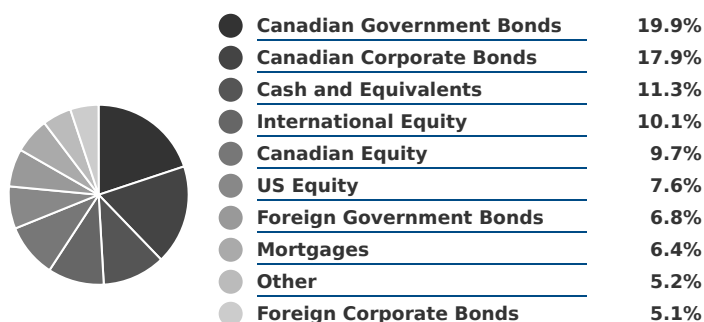 Canadian Government Bonds 19.9%
Canadian Corporate Bonds 17.9%
Cash and Equivalents 11.3%
International Equity 10.1%
Canadian Equity 9.7%
US Equity 7.6%
Foreign Government Bonds 6.8%
Mortgages 6.4%
Other 5.2%
Foreign Corporate Bonds 5.1%